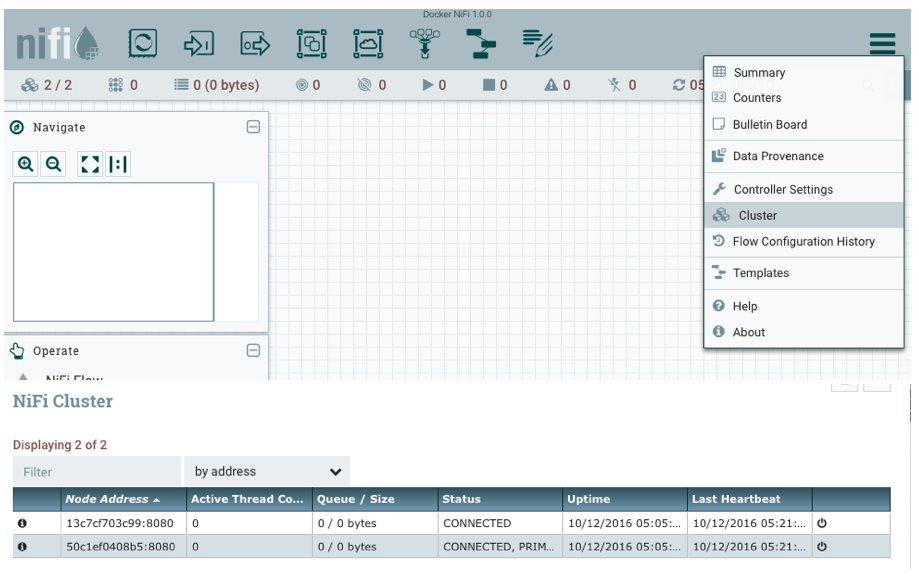 Docker NiFi 1.0.0
nifi
2 / 2 0 0 (0 bytes) 0 0 0 0 0 0 05
Navigate
Operate
Summary
Counters
Bulletin Board
Data Provenance
Controller Settings
Cluster
Flow Configuration History
Templates
Help
About
NiFi Cluster
Displaying 2 of 2
Filter by address
Node Address Active Thread Co... Queue / Size Status Uptime Last Heartbeat
13c7cf703c99:8080 0 0 / 0 bytes CONNECTED 10/12/2016 05:05:... 10/12/2016 05:21:...
50c1ef0408b5:8080 0 0 / 0 bytes CONNECTED, PRIM... 10/12/2016 05:05:... 10/12/2016 05:21:...